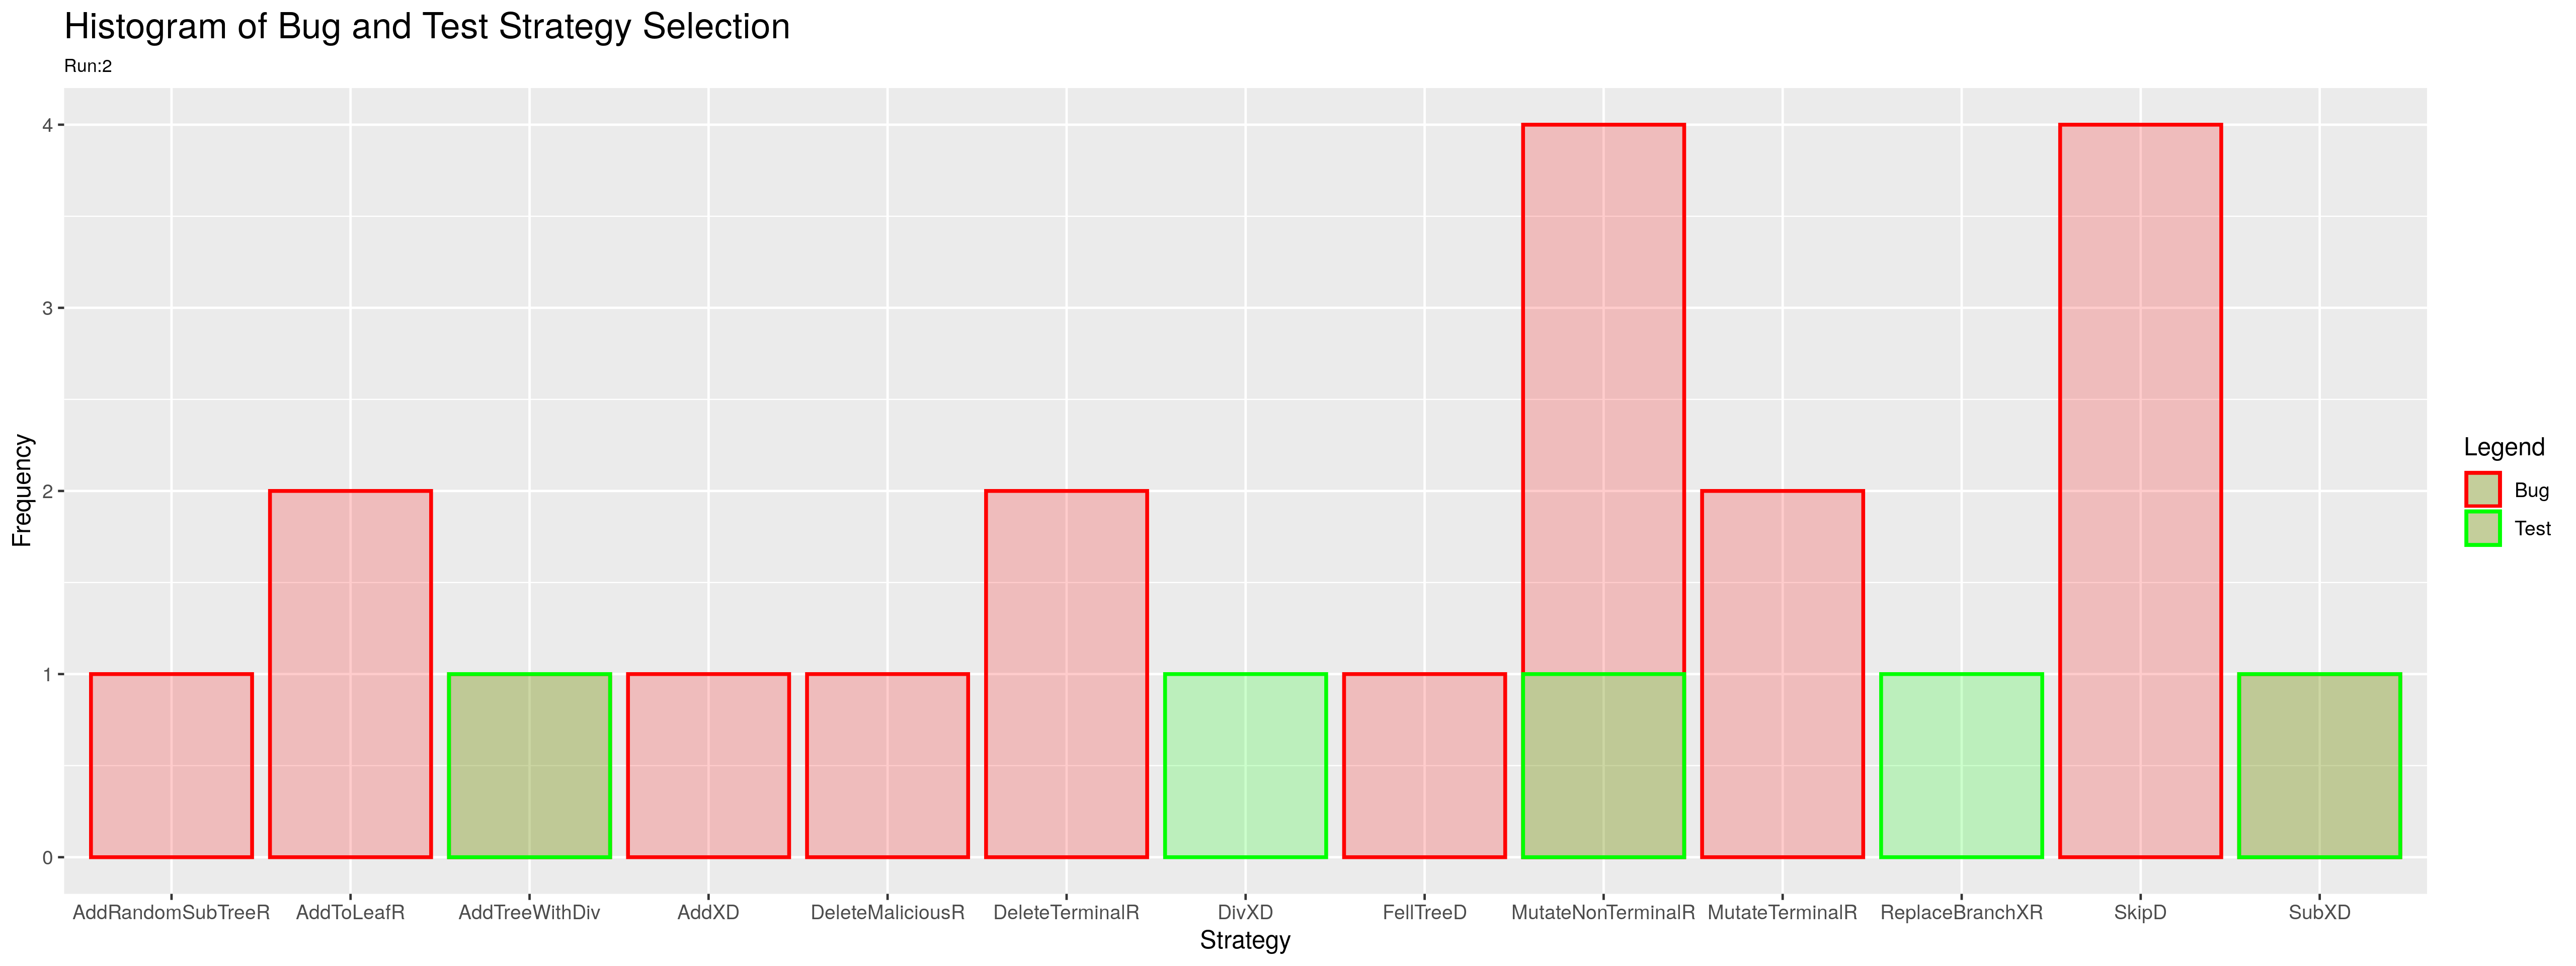 Histogram of Bug and Test Strategy Selection
Run:2
Frequency
4
3
2
1
0
AddRandomSubTreeR AddToLeafR AddTreeWithDiv AddXD DeleteMaliciousR DeleteTerminalR DivXD FellTreeD MutateNonTerminalR MutateTerminalR ReplaceBranchXR SkipD SubXD
Strategy
Legend
Bug
Test